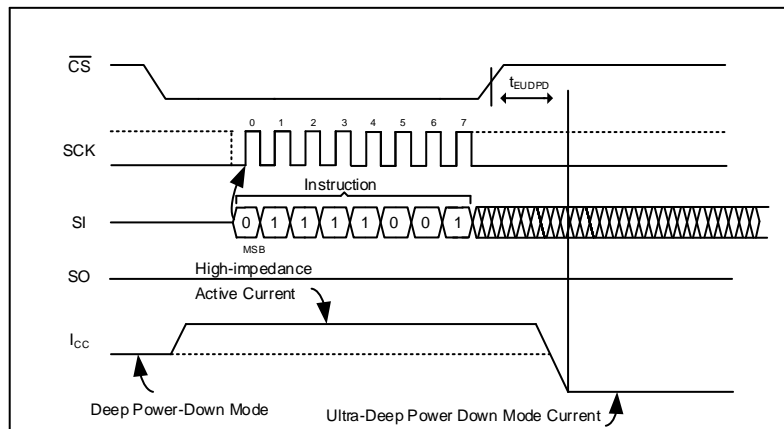 CS
tEUDPD
0 1 2 3 4 5 6 7
SCK
Instruction
SI
0 1 1 1 1 0 0 1
MSB
High-impedance
SO
Active Current
ICC
Deep Power-Down Mode
Ultra-Deep Power Down Mode Current